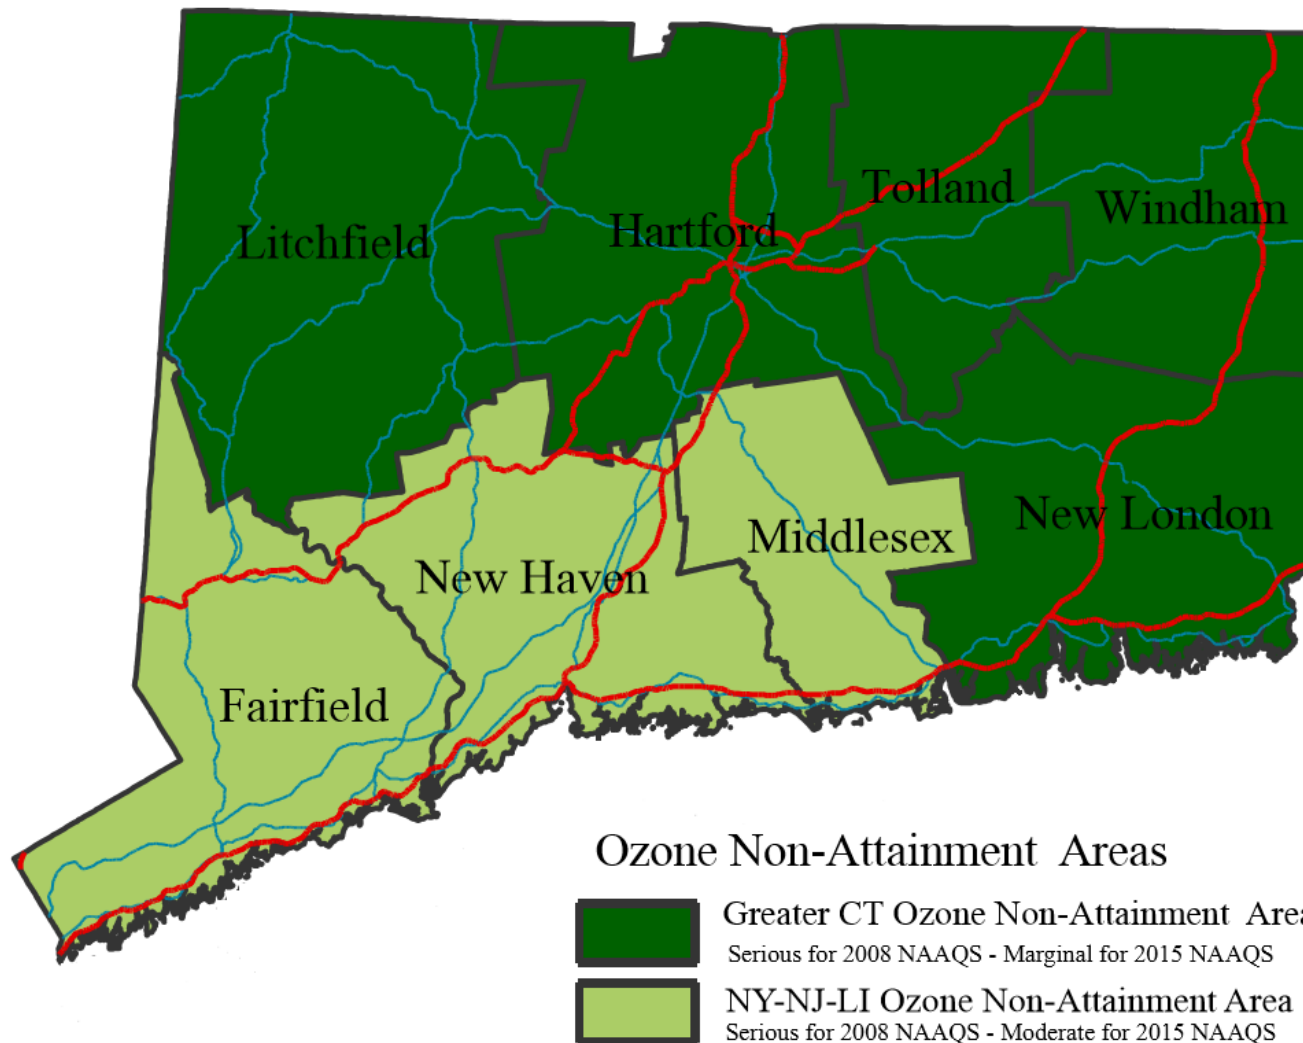 Tolland
Windham
Hartford
Litchfield
New London
Middlesex
New Haven
Fairfield
Ozone Non-Attainment Areas
Greater CT Ozone Non-Attainment Area
Serious for 2008 NAAQS - Marginal for 2015 NAAQS
NY-NJ-LI Ozone Non-Attainment Area
Serious for 2008 NAAQS - Moderate for 2015 NAAQS